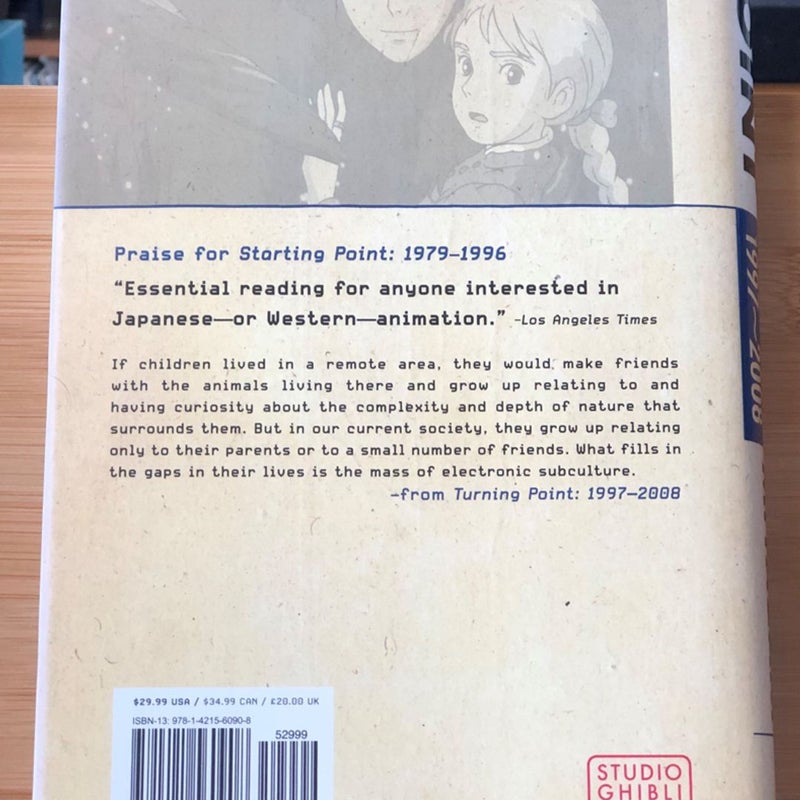 Praise for Starting Point: 1979–1996
“Essential reading for anyone interested in
Japanese—or Western—animation.” -Los Angeles Times
If children lived in a remote area, they would make friends
with the animals living there and grow up relating to and
having curiosity about the complexity and depth of nature that
surrounds them. But in our current society, they grow up relating
only to their parents or to a small number of friends. What fills in
the gaps in their lives is the mass of electronic subculture.
–from Turning Point: 1997–2008
$29.99 USA / $34.99 CAN / £20.00 UK
ISBN-13: 978-1-4215-6090-8
52999
STUDIO
GHIBLI
1997–2008